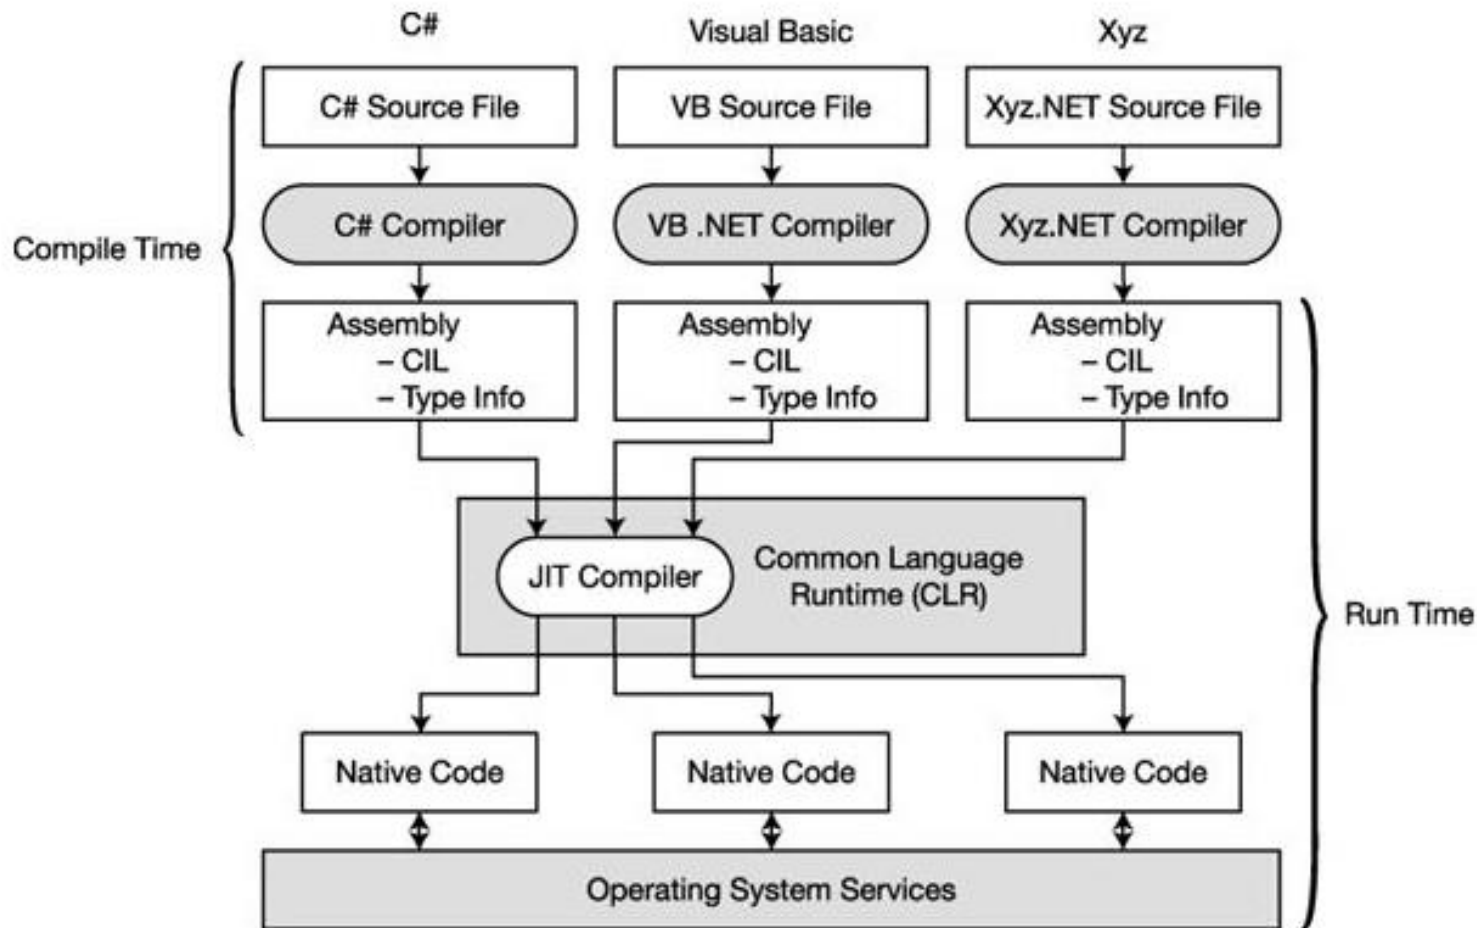 C#
Visual Basic
Xyz
C# Source File
VB Source File
Xyz.NET Source File
C# Compiler
VB .NET Compiler
Xyz.NET Compiler
Compile Time
Assembly
– CIL
– Type Info
Assembly
– CIL
– Type Info
Assembly
– CIL
– Type Info
JIT Compiler
Common Language
Runtime (CLR)
Run Time
Native Code
Native Code
Native Code
Operating System Services